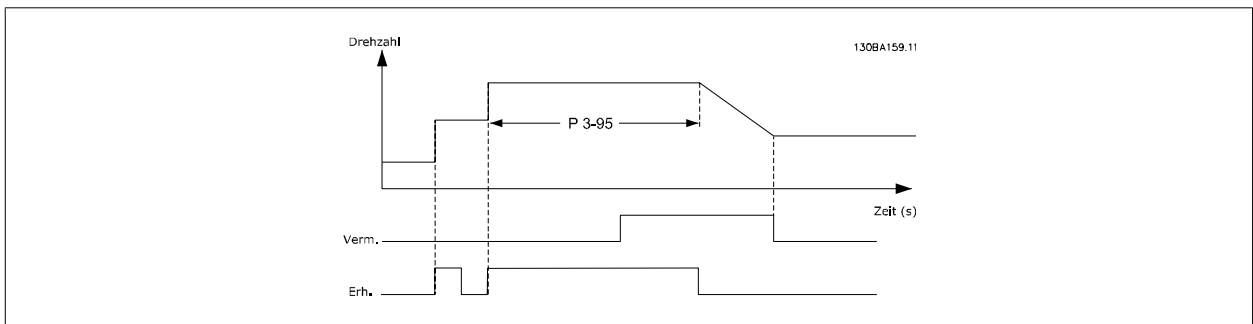 Drehzahl
130BA159.11
P 3-95
Zeit (s)
Verm.
Erh.